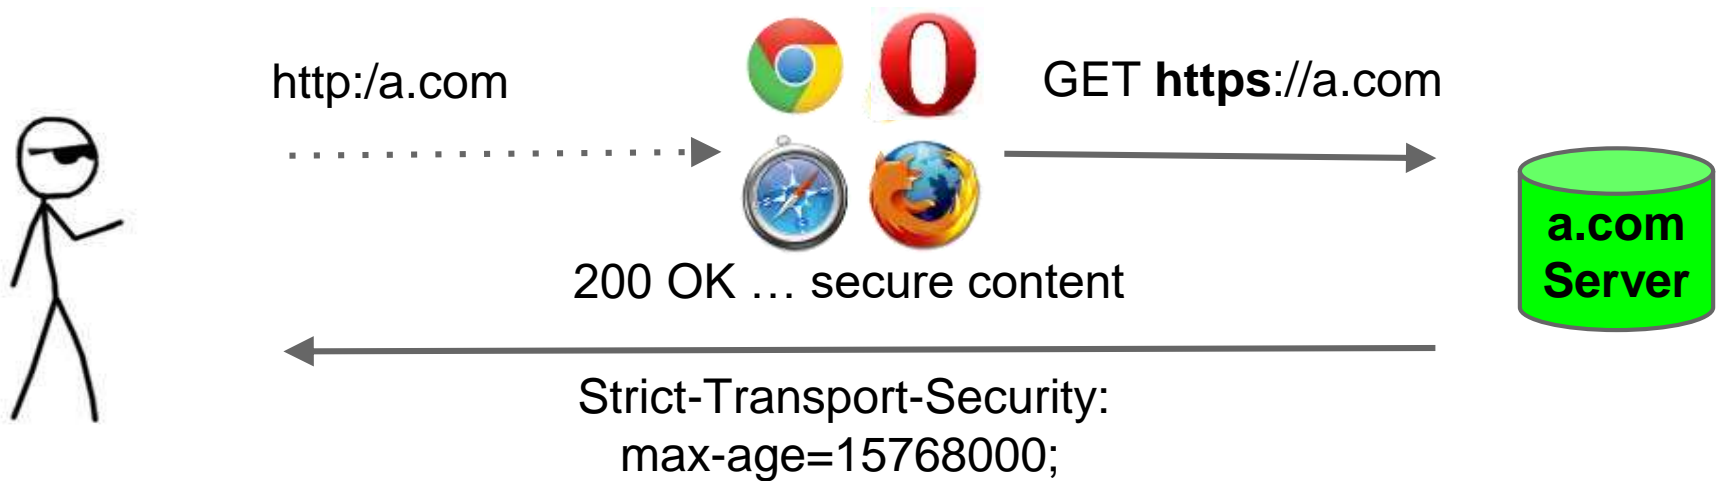 http:/a.com
GET https://a.com
a.com
Server
200 OK … secure content
Strict-Transport-Security:
max-age=15768000;